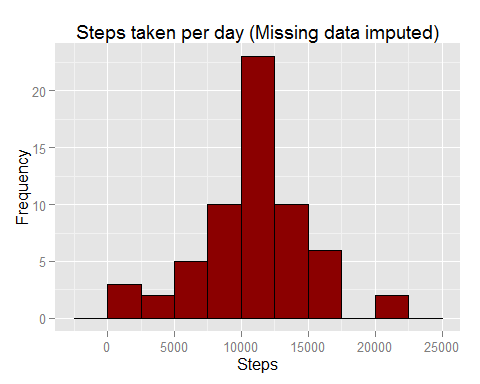 Steps taken per day (Missing data imputed)
Frequency
20
15
10
5
0
0 5000 10000 15000 20000 25000
Steps